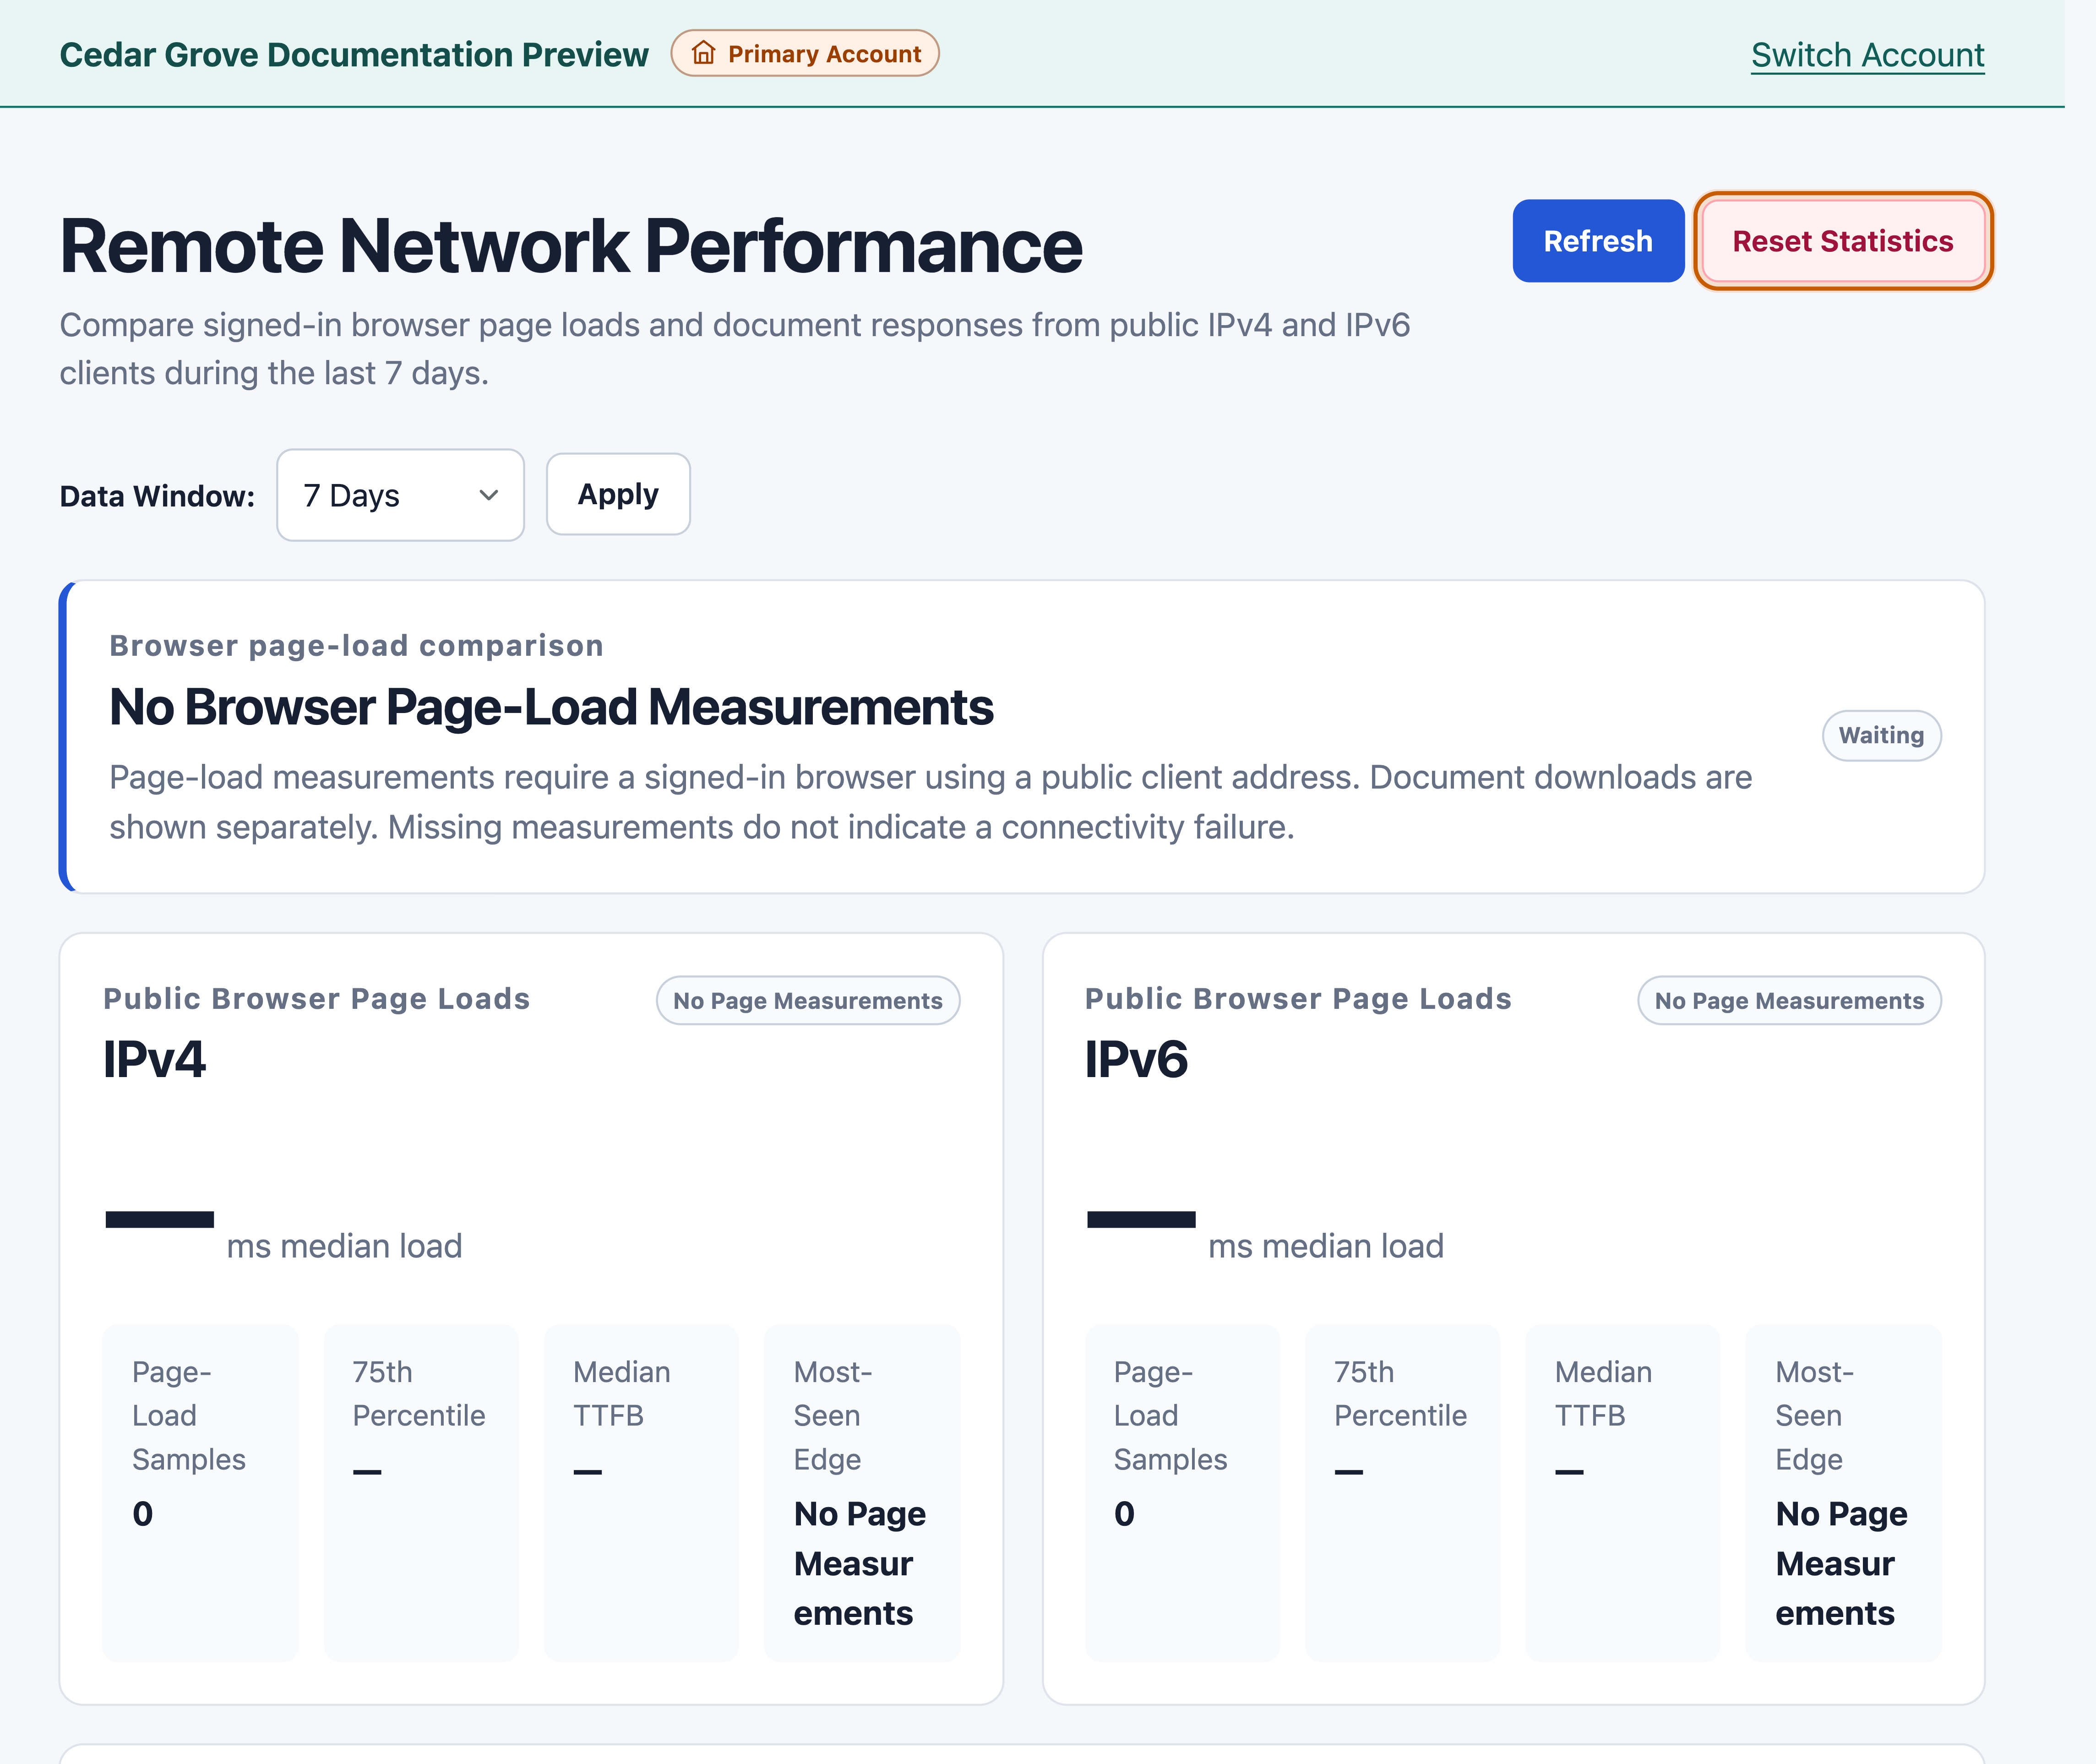 Cedar Grove Documentation Preview
Primary Account
Switch Account
Remote Network Performance
Refresh
Reset Statistics
Compare signed-in browser page loads and document responses from public IPv4 and IPv6
clients during the last 7 days.
Data Window:
7 Days
Apply
Browser page-load comparison
No Browser Page-Load Measurements
Waiting
Page-load measurements require a signed-in browser using a public client address. Document downloads are
shown separately. Missing measurements do not indicate a connectivity failure.
Public Browser Page Loads
No Page Measurements
IPv4
— ms median load
Page-
Load
Samples
0
75th
Percentile
—
Median
TTFB
—
Most-
Seen
Edge
No Page
Measur
ements
Public Browser Page Loads
No Page Measurements
IPv6
— ms median load
Page-
Load
Samples
0
75th
Percentile
—
Median
TTFB
—
Most-
Seen
Edge
No Page
Measur
ements